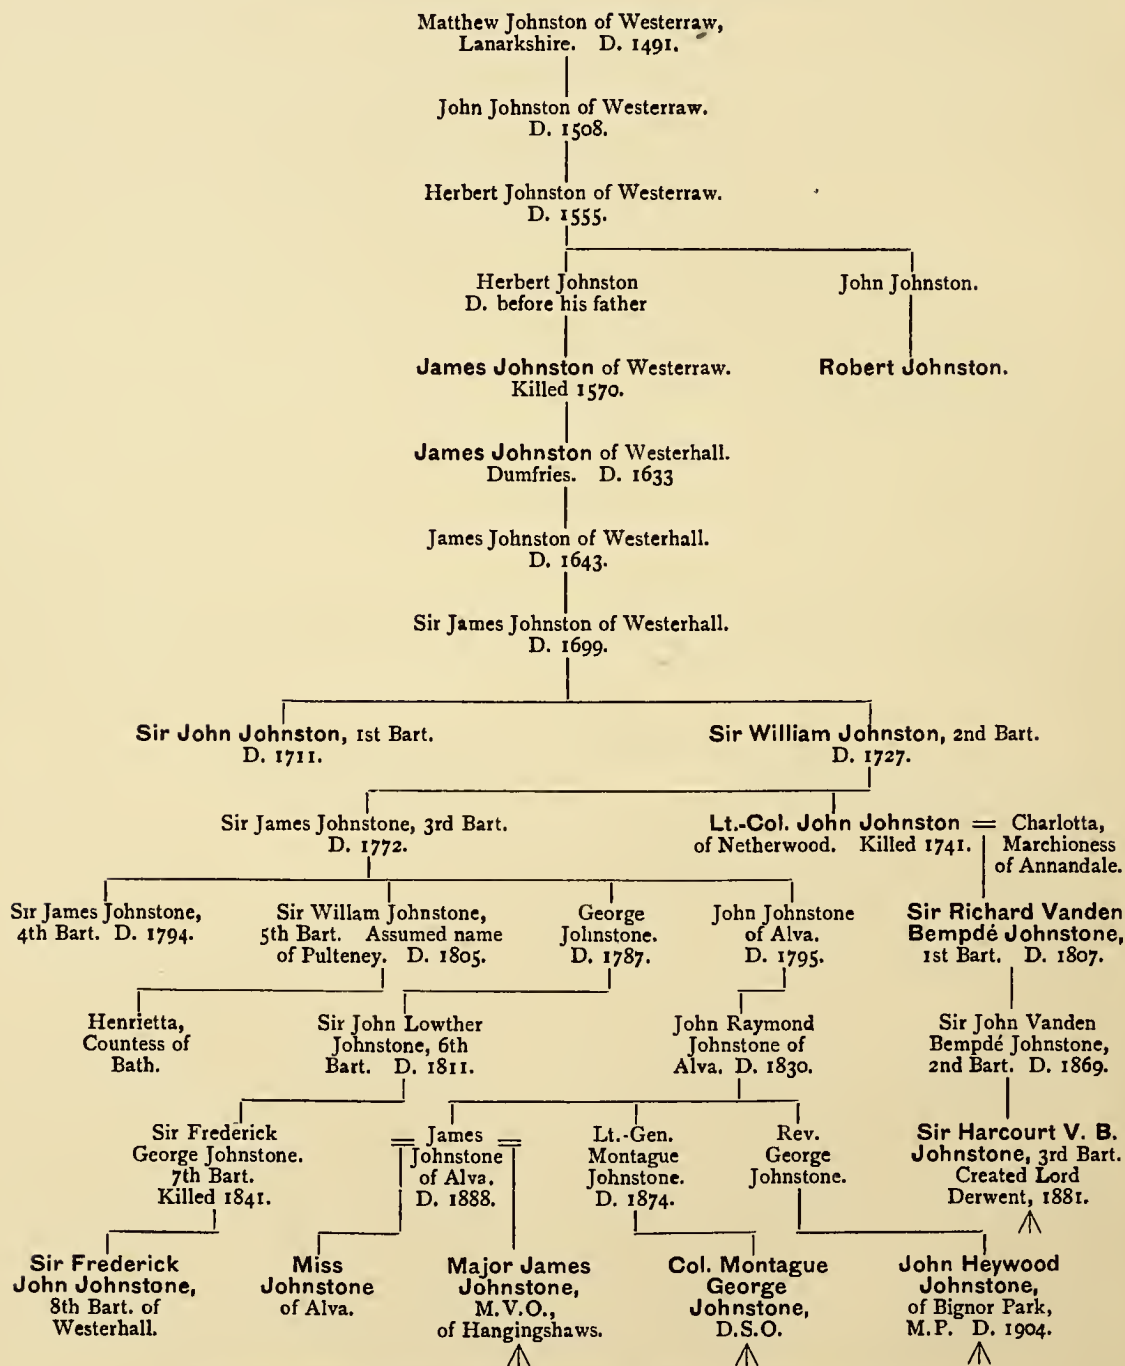 Matthew Johnston of Westerraw,
Lanarkshire. D. 1491.
John Johnston of Westerraw.
D. 1508.
Herbert Johnston of Westerraw.
D. 1555.
Herbert Johnston
D. before his father
John Johnston.
James Johnston of Westerraw.
Killed 1570.
Robert Johnston.
James Johnston of Westerhall.
Dumfries. D. 1633
James Johnston of Westerhall.
D. 1643.
Sir James Johnston of Westerhall.
D. 1699.
Sir John Johnston, 1st Bart.
D. 1711.
Sir William Johnston, 2nd Bart.
D. 1727.
Sir James Johnstone, 3rd Bart.
D. 1772.
Lt.-Col. John Johnston =
of Netherwood. Killed 1741.
Charlotta,
Marchioness
of Annandale.
Sir James Johnstone,
4th Bart. D. 1794.
Sir Willam Johnstone,
5th Bart. Assumed name
of Pulteney. D. 1805.
George
Johnstone.
D. 1787.
John Johnstone
of Alva.
D. 1795.
Sir Richard Vanden
Bempdé Johnstone,
1st Bart. D. 1807.
Henrietta,
Countess of
Bath.
Sir John Lowther
Johnstone, 6th
Bart. D. 1811.
John Raymond
Johnstone of
Alva. D. 1830.
Sir John Vanden
Bempdé Johnstone,
2nd Bart. D. 1869.
Sir Frederick
George Johnstone.
7th Bart.
Killed 1841.
= James =
Johnstone
of Alva.
D. 1888.
Lt.-Gen.
Montague
Johnstone.
D. 1874.
Rev.
George
Johnstone.
Sir Harcourt V. B.
Johnstone, 3rd Bart.
Created Lord
Derwent, 1881.
Sir Frederick
John Johnstone,
8th Bart. of
Westerhall.
Miss
Johnstone
of Alva.
Major James
Johnstone,
M.V.O.,
of Hangingshaws.
Col. Montague
George
Johnstone,
D.S.O.
John Heywood
Johnstone,
of Bignor Park,
M.P. D. 1904.